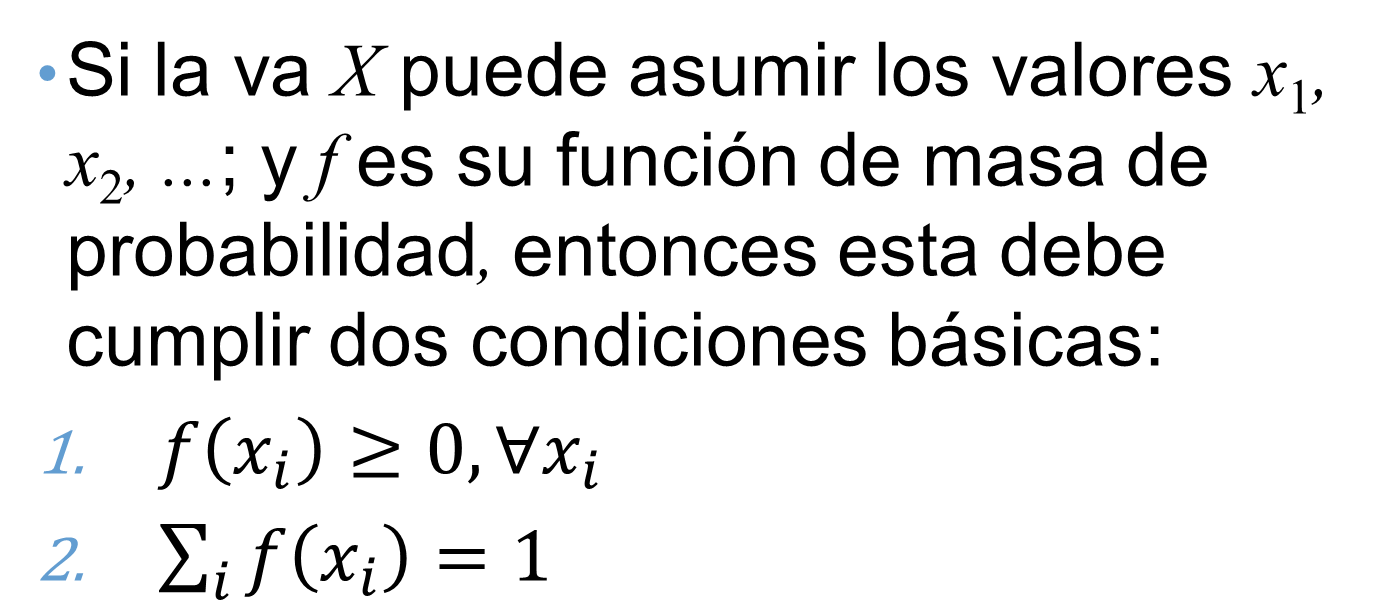 • Si la va X puede asumir los valores x₁,
x₂, ...; y f es su función de masa de
probabilidad, entonces esta debe
cumplir dos condiciones básicas:
1. f(xᵢ) ≥ 0, ∀xᵢ
2. ∑ᵢ f(xᵢ) = 1